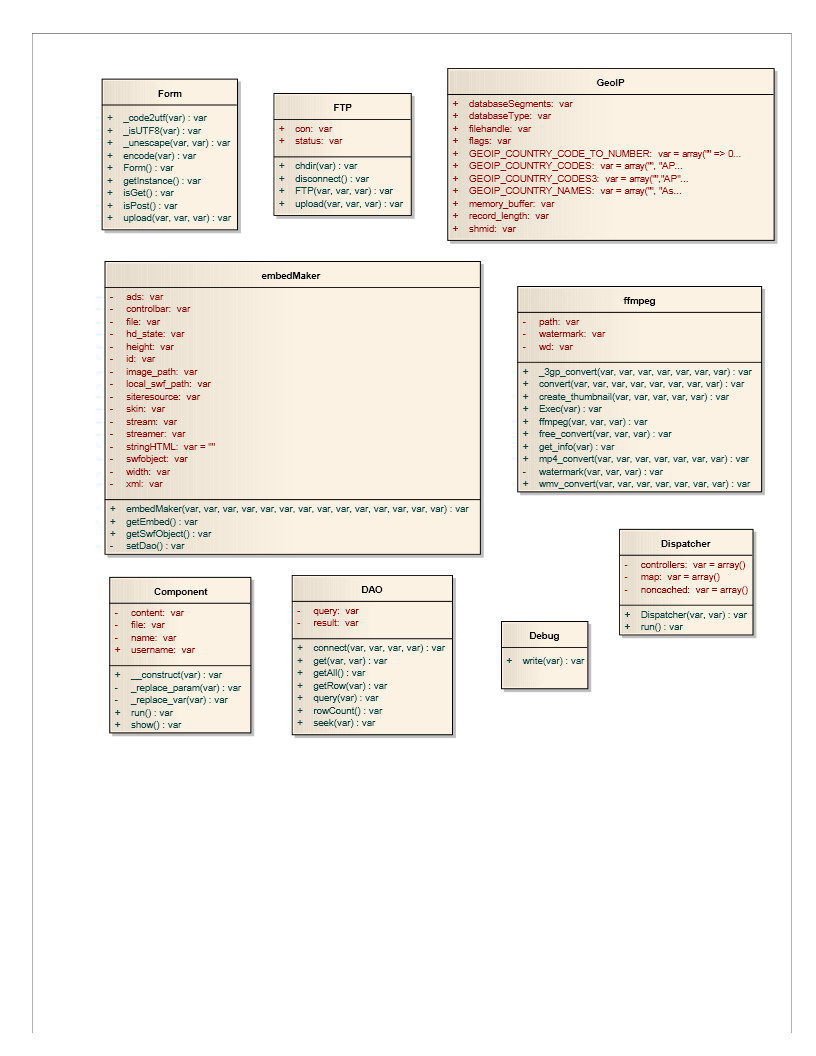 Form
+ _code2utf(var) : var
+ _isUTF8(var) : var
+ _unescape(var, var) : var
+ encode(var) : var
+ Form() : var
+ getInstance() : var
+ isGet() : var
+ isPost() : var
+ upload(var, var, var) : var
FTP
+ con: var
+ status: var
+ chdir(var) : var
+ disconnect() : var
+ FTP(var, var, var) : var
+ upload(var, var, var) : var
GeoIP
+ databaseSegments: var
+ databaseType: var
+ filehandle: var
+ flags: var
+ GEOIP_COUNTRY_CODE_TO_NUMBER: var = array("" => 0...
+ GEOIP_COUNTRY_CODES: var = array("", "AP...
+ GEOIP_COUNTRY_CODES3: var = array("","AP"...
+ GEOIP_COUNTRY_NAMES: var = array("", "As...
+ memory_buffer: var
+ record_length: var
+ shmid: var
embedMaker
- ads: var
- controlbar: var
- file: var
- hd_state: var
- height: var
- id: var
- image_path: var
- local_swf_path: var
- siteresource: var
- skin: var
- stream: var
- streamer: var
- stringHTML: var = ""
- swfobject: var
- width: var
- xml: var
+ embedMaker(var, var, var, var, var, var, var, var, var, var, var, var, var, var) : var
+ getEmbed() : var
+ getSwfObject() : var
- setDao() : var
ffmpeg
- path: var
- watermark: var
- wd: var
+ _3gp_convert(var, var, var, var, var, var, var) : var
+ convert(var, var, var, var, var, var, var) : var
+ create_thumbnail(var, var, var, var, var) : var
+ Exec(var) : var
+ ffmpeg(var, var, var) : var
+ free_convert(var, var, var, var) : var
+ get_info(var) : var
+ mp4_convert(var, var, var, var, var, var, var) : var
- watermark(var, var, var) : var
+ wmv_convert(var, var, var, var, var, var, var) : var
Dispatcher
- controllers: var = array()
- map: var = array()
- noncached: var = array()
+ Dispatcher(var, var) : var
+ run() : var
Component
- content: var
- file: var
- name: var
+ username: var
+ __construct(var) : var
- _replace_param(var) : var
- _replace_var(var) : var
+ run() : var
+ show() : var
DAO
- query: var
- result: var
+ connect(var, var, var, var) : var
+ get(var, var) : var
+ getAll() : var
+ getRow(var) : var
+ query(var) : var
+ rowCount() : var
+ seek(var) : var
Debug
+ write(var) : var